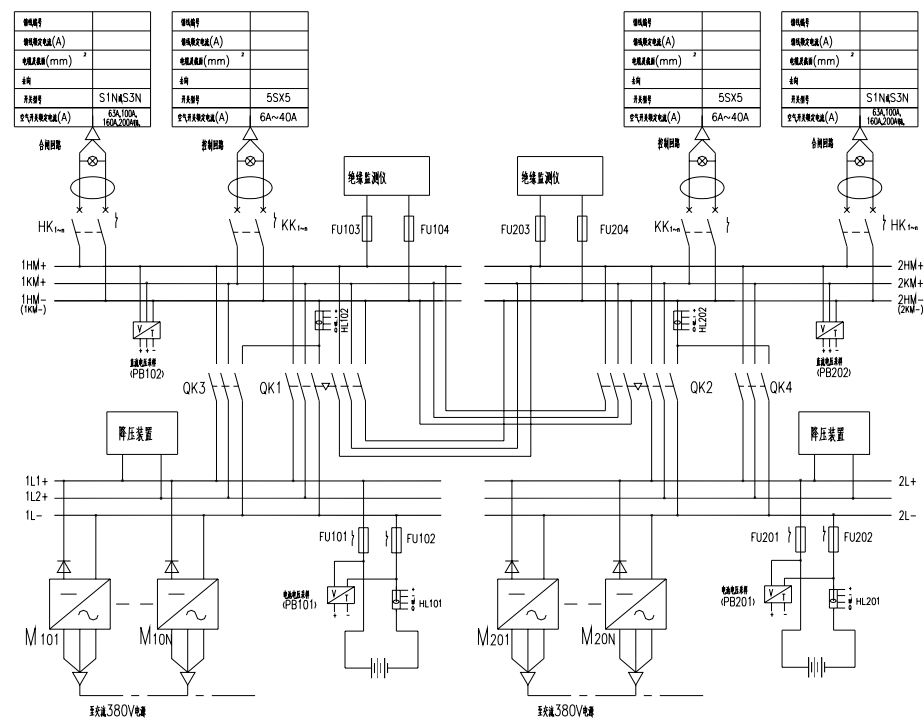 馈线编号
馈线额定电流(A)
电缆及截面(mm)²
去向
开关型号 S1N或S3N
空气开关额定电流(A) 63A,100A,
160A,200A等.
馈线编号
馈线额定电流(A)
电缆及截面(mm)²
去向
开关型号 5SX5
空气开关额定电流(A) 6A~40A
馈线编号
馈线额定电流(A)
电缆及截面(mm)²
去向
开关型号 5SX5
空气开关额定电流(A) 6A~40A
馈线编号
馈线额定电流(A)
电缆及截面(mm)²
去向
开关型号 S1N或S3N
空气开关额定电流(A) 63A,100A,
160A,200A等.
合闸回路
控制回路
控制回路
合闸回路
绝缘监测仪
绝缘监测仪
HK1~n
KK1~n
FU103
FU104
FU203
FU204
KK1~n
HK1~n
1HM+
1KM+
1HM-
(1KM-)
2HM+
2KM+
2HM-
(2KM-)
HL102
HL202
V T
直流电压采样
(PB102)
V T
直流电压采样
(PB202)
QK3
QK1
QK2
QK4
降压装置
降压装置
1L1+
1L2+
1L-
2L+
2L-
FU101
FU102
FU201
FU202
V T
电池电压采样
(PB101)
HL101
V T
电池电压采样
(PB201)
HL201
M101
M10N
M201
M20N
至交流380V电源
至交流380V电源